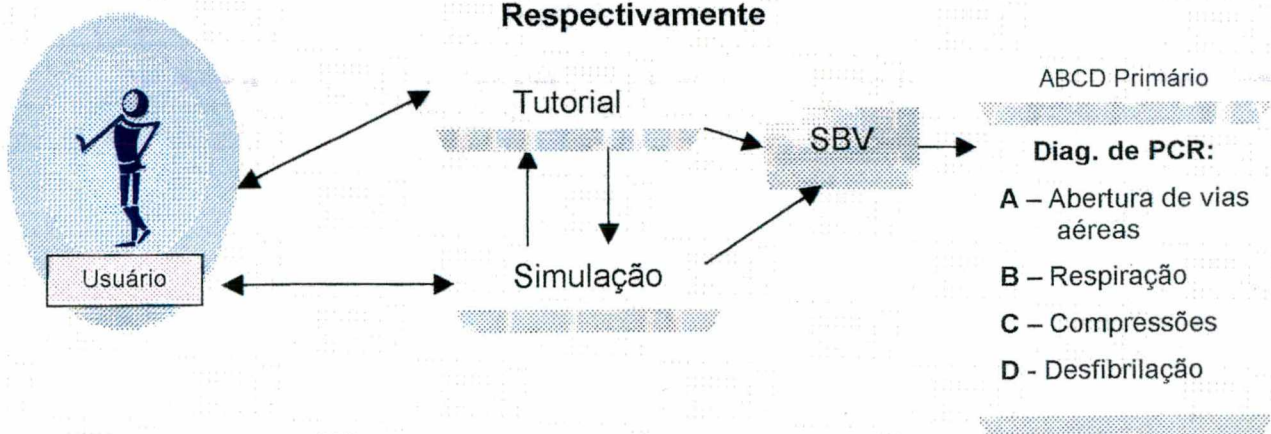 Respectivamente
Tutorial
SBV
Simulação
Usuário
ABCD Primário
Diag. de PCR:
A – Abertura de vias
aéreas
B – Respiração
C – Compressões
D - Desfibrilação